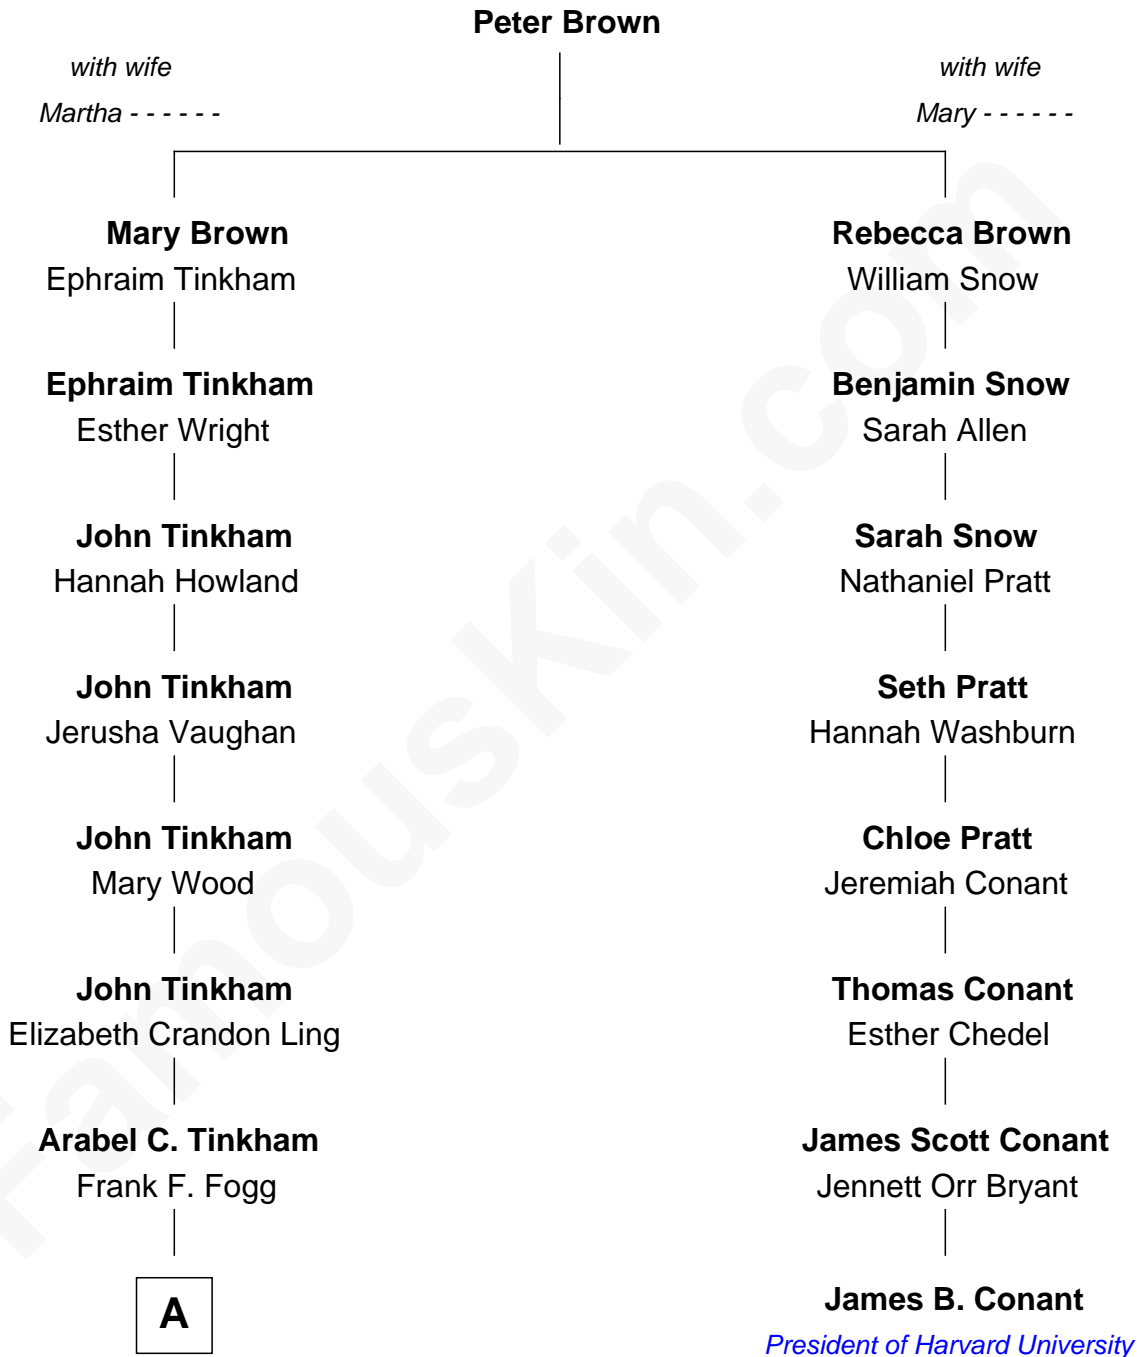 Peter Brown
with wife
Martha - - - - - -
with wife
Mary - - - - - -
Mary Brown
Ephraim Tinkham
Rebecca Brown
William Snow
Ephraim Tinkham
Esther Wright
Benjamin Snow
Sarah Allen
John Tinkham
Hannah Howland
Sarah Snow
Nathaniel Pratt
John Tinkham
Jerusha Vaughan
Seth Pratt
Hannah Washburn
John Tinkham
Mary Wood
Chloe Pratt
Jeremiah Conant
John Tinkham
Elizabeth Crandon Ling
Thomas Conant
Esther Chedel
Arabel C. Tinkham
Frank F. Fogg
James Scott Conant
Jennett Orr Bryant
A
James B. Conant
President of Harvard University
FamousKin.com